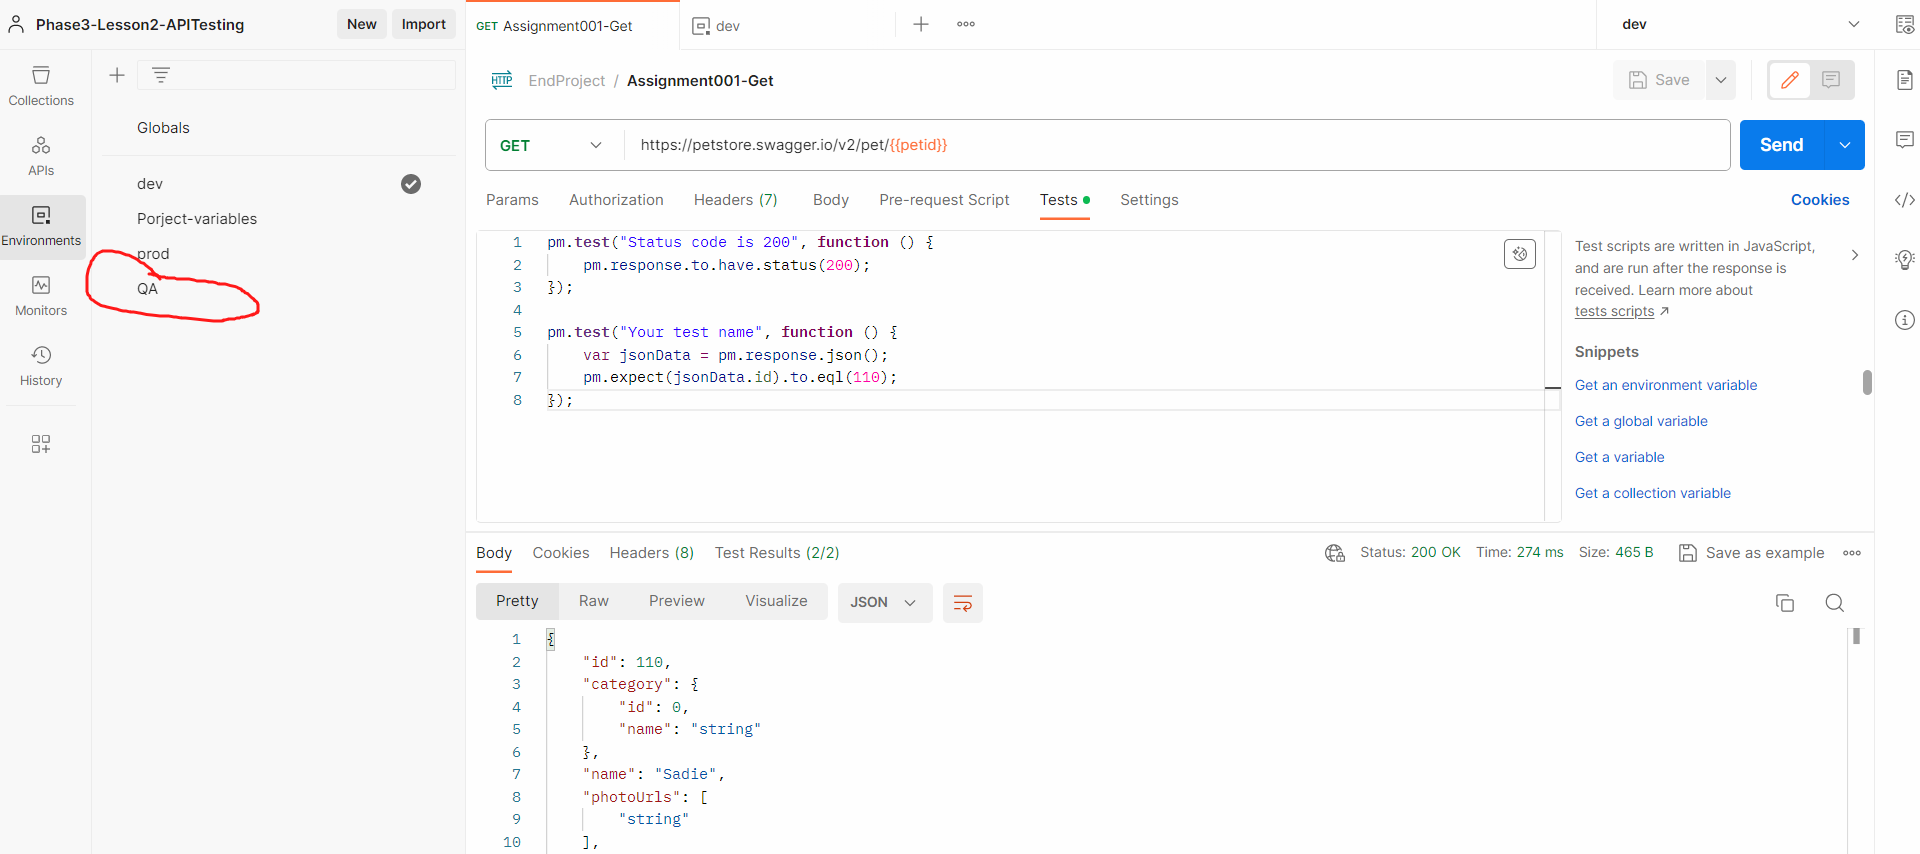 Phase3-Lesson2-APITesting
New
Import
GET Assignment001-Get
dev
dev
Collections
APIs
Environments
Monitors
History
Globals
dev
Porject-variables
prod
QA
HTTP
EndProject / Assignment001-Get
Save
GET
https://petstore.swagger.io/v2/pet/{{petid}}
Send
Params
Authorization
Headers (7)
Body
Pre-request Script
Tests
Settings
Cookies
1 pm.test("Status code is 200", function () {
2 pm.response.to.have.status(200);
3 });
4
5 pm.test("Your test name", function () {
6 var jsonData = pm.response.json();
7 pm.expect(jsonData.id).to.eql(110);
8 });
Test scripts are written in JavaScript,
and are run after the response is
received. Learn more about
tests scripts ↗
Snippets
Get an environment variable
Get a global variable
Get a variable
Get a collection variable
Body
Cookies
Headers (8)
Test Results (2/2)
Status: 200 OK
Time: 274 ms
Size: 465 B
Save as example
Pretty
Raw
Preview
Visualize
JSON
1 {
2 "id": 110,
3 "category": {
4 "id": 0,
5 "name": "string"
6 },
7 "name": "Sadie",
8 "photoUrls": [
9 "string"
10 ],